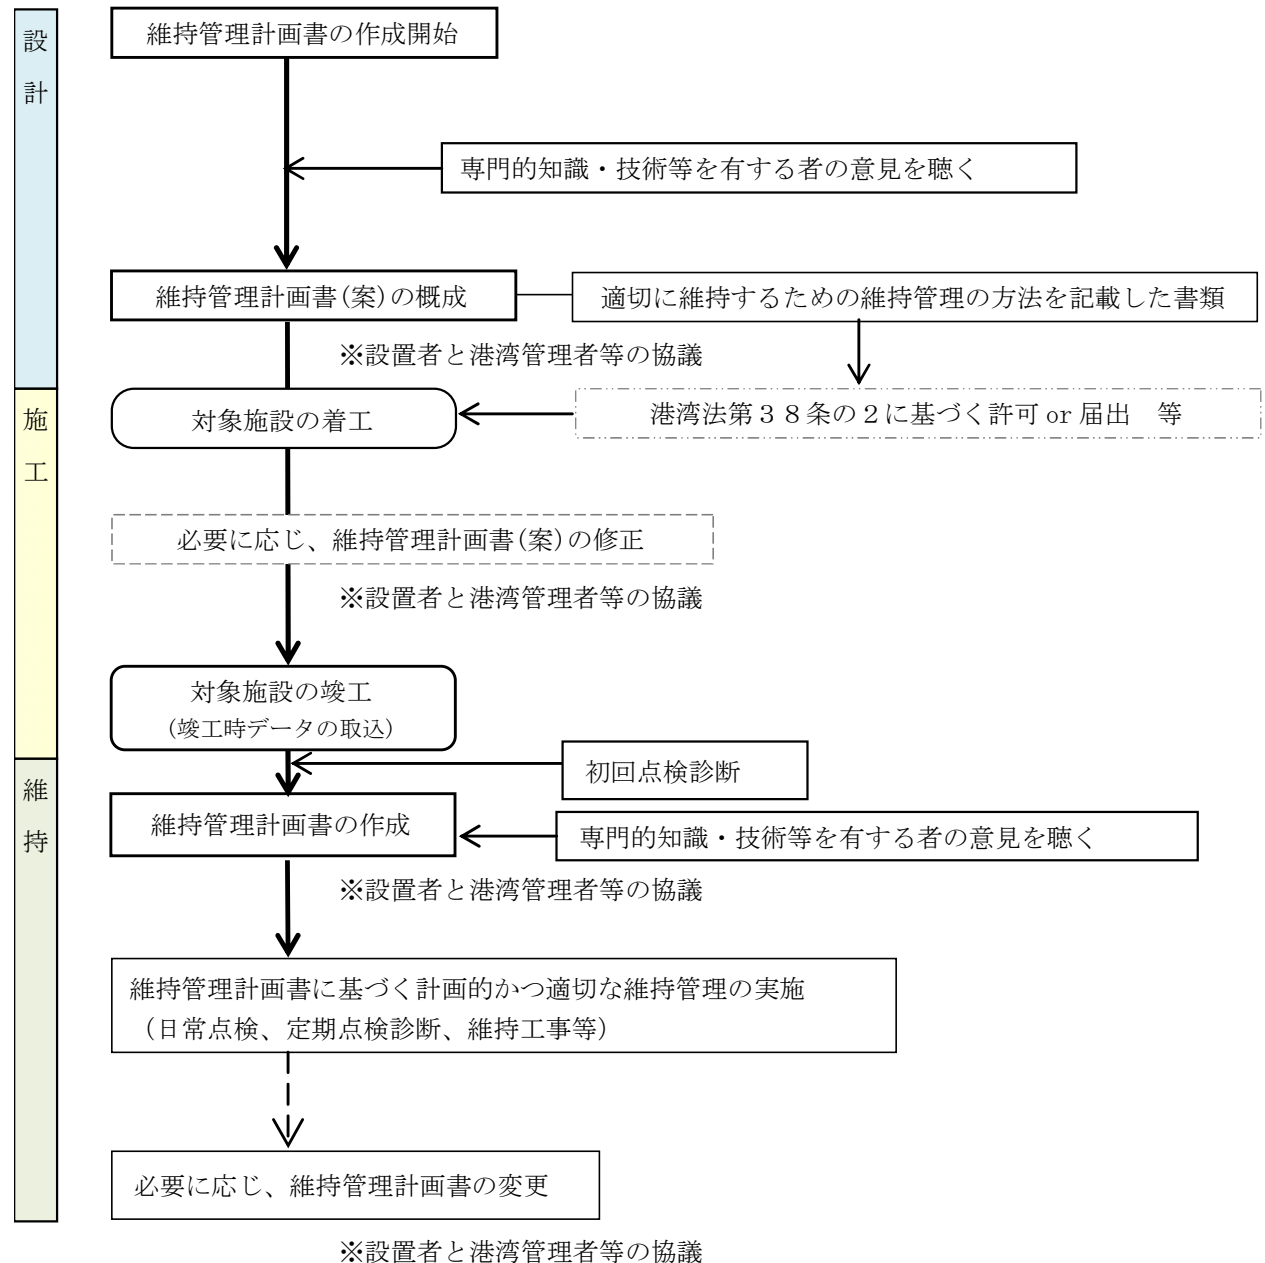 設
計
維持管理計画書の作成開始
専門的知識・技術等を有する者の意見を聴く
維持管理計画書(案)の概成
適切に維持するための維持管理の方法を記載した書類
※設置者と港湾管理者等の協議
施
工
対象施設の着工
港湾法第３８条の２に基づく許可 or 届出　等
必要に応じ、維持管理計画書(案)の修正
※設置者と港湾管理者等の協議
対象施設の竣工
(竣工時データの取込)
維
持
初回点検診断
維持管理計画書の作成
専門的知識・技術等を有する者の意見を聴く
※設置者と港湾管理者等の協議
維持管理計画書に基づく計画的かつ適切な維持管理の実施
（日常点検、定期点検診断、維持工事等）
必要に応じ、維持管理計画書の変更
※設置者と港湾管理者等の協議